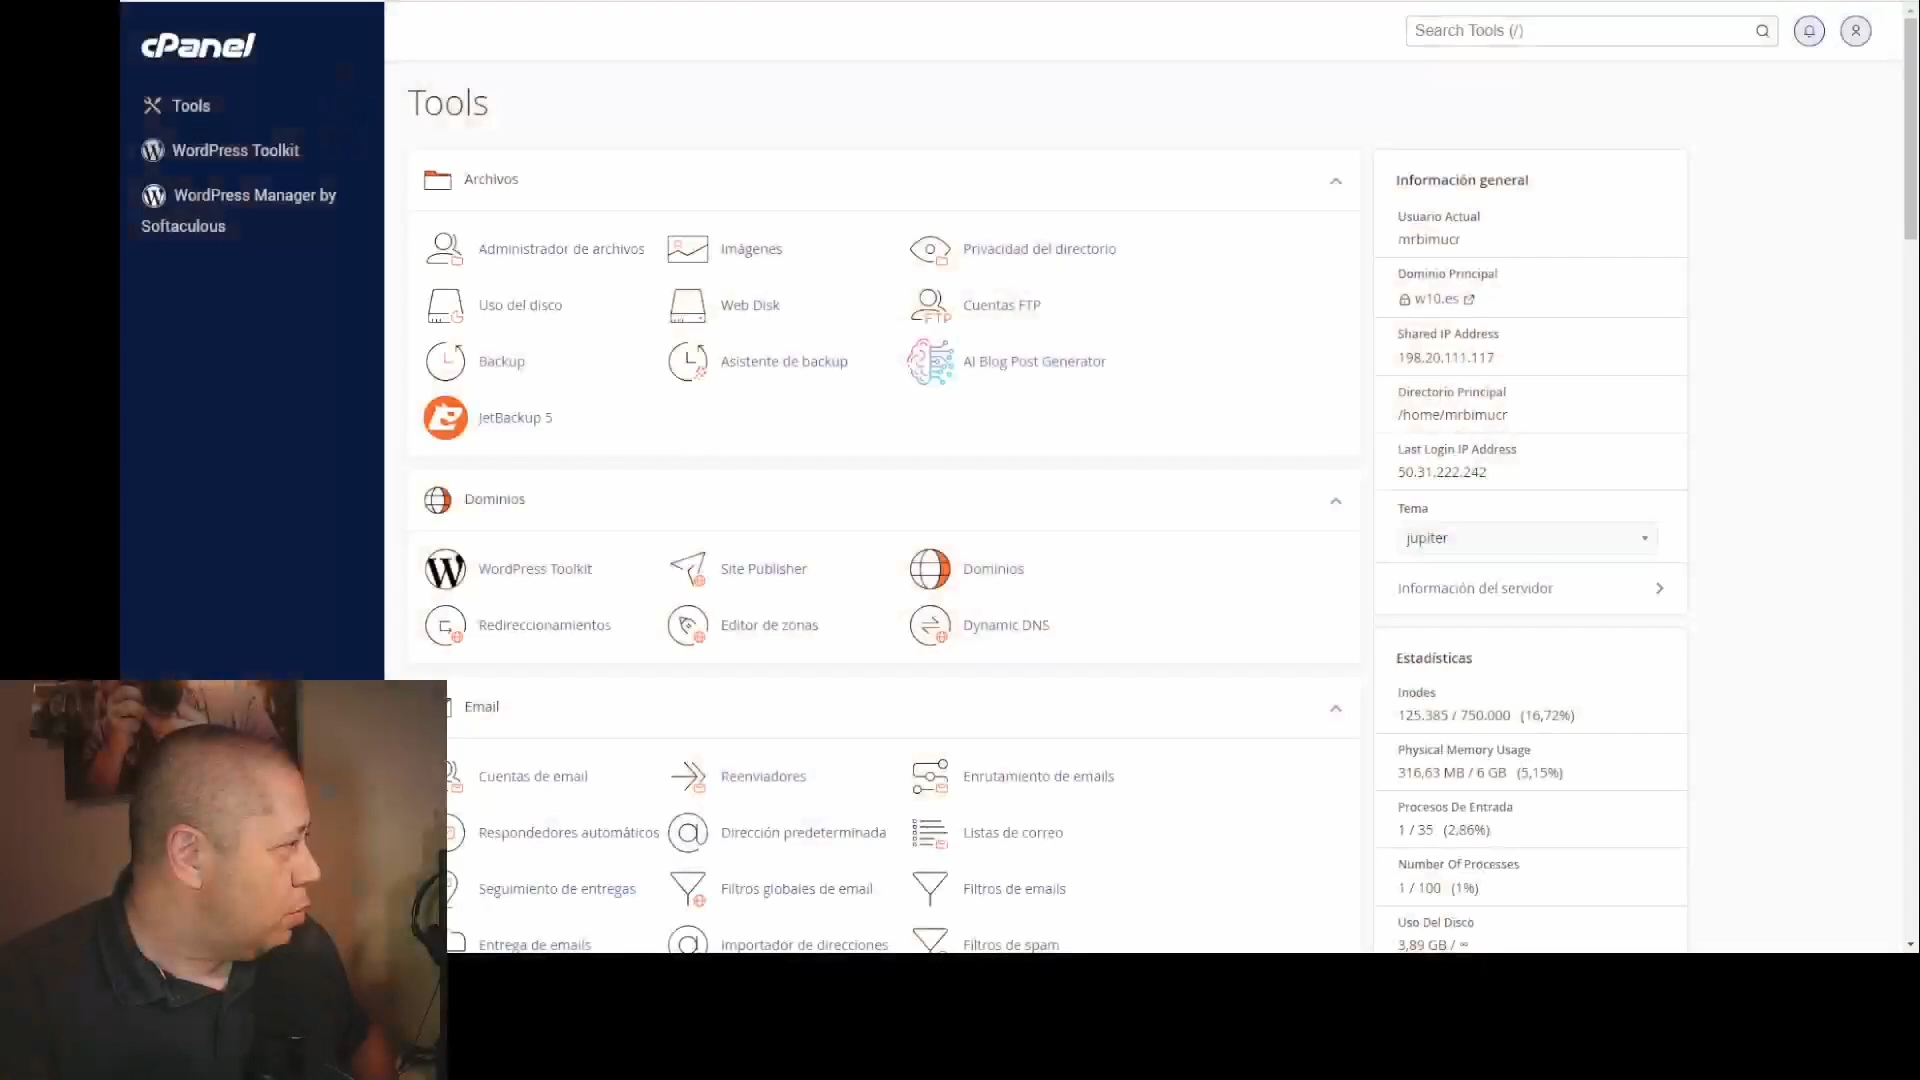 cPanel
Search Tools (/)
Tools
WordPress Toolkit
WordPress Manager by
Softaculous
Tools
Archivos
Administrador de archivos
Imágenes
Privacidad del directorio
Uso del disco
Web Disk
Cuentas FTP
Backup
Asistente de backup
AI Blog Post Generator
JetBackup 5
Dominios
WordPress Toolkit
Site Publisher
Dominios
Redireccionamientos
Editor de zonas
Dynamic DNS
Email
Cuentas de email
Reenviadores
Enrutamiento de emails
Respondedores automáticos
Dirección predeterminada
Listas de correo
Seguimiento de entregas
Filtros globales de email
Filtros de emails
Entrega de emails
Importador de direcciones
Filtros de spam
Información general
Usuario Actual
mrbimucr
Dominio Principal
w10.es
Shared IP Address
198.20.111.117
Directorio Principal
/home/mrbimucr
Last Login IP Address
50.31.222.242
Tema
jupiter
Información del servidor
Estadísticas
Inodes
125.385 / 750.000 (16,72%)
Physical Memory Usage
316,63 MB / 6 GB (5,15%)
Procesos De Entrada
1 / 35 (2,86%)
Number Of Processes
1 / 100 (1%)
Uso Del Disco
3,89 GB / ∞